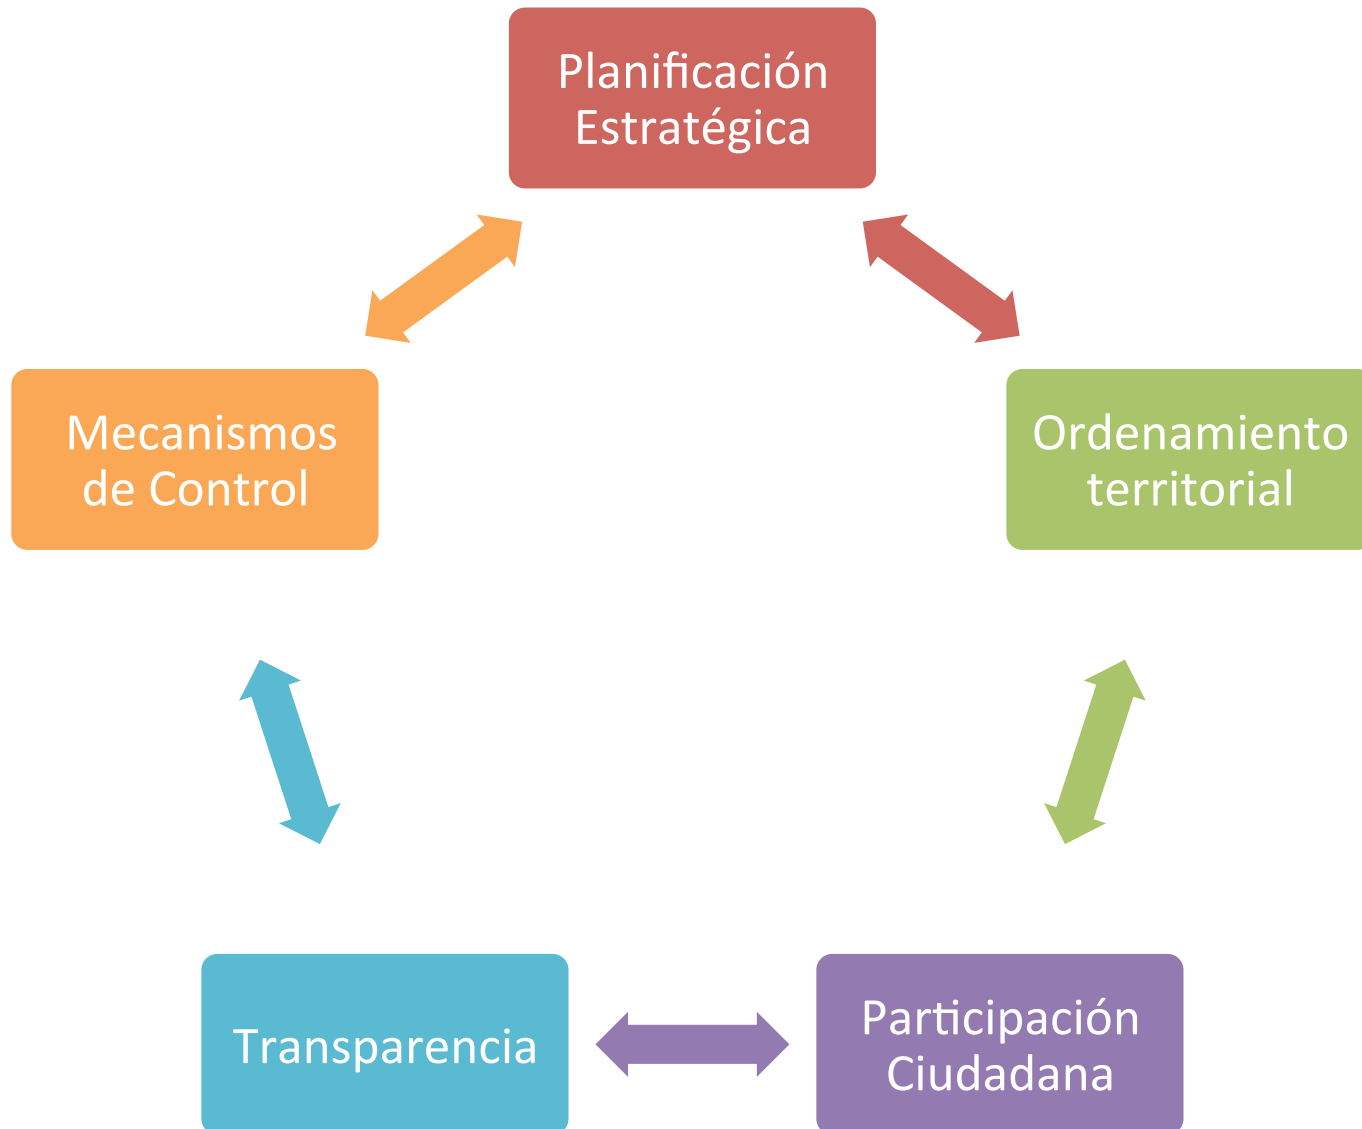 Planificación
Estratégica
Mecanismos
de Control
Ordenamiento
territorial
Transparencia
Participación
Ciudadana